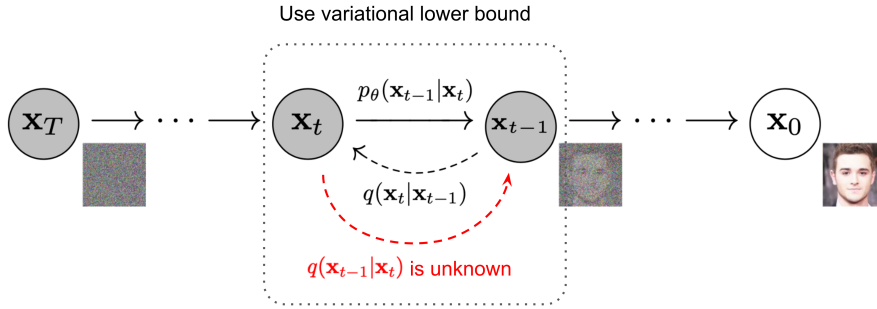 Use variational lower bound
x_T → ⋯ → x_t p_θ(x_{t−1}|x_t) x_{t−1} → ⋯ → x_0
q(x_t|x_{t−1})
q(x_{t−1}|x_t) is unknown